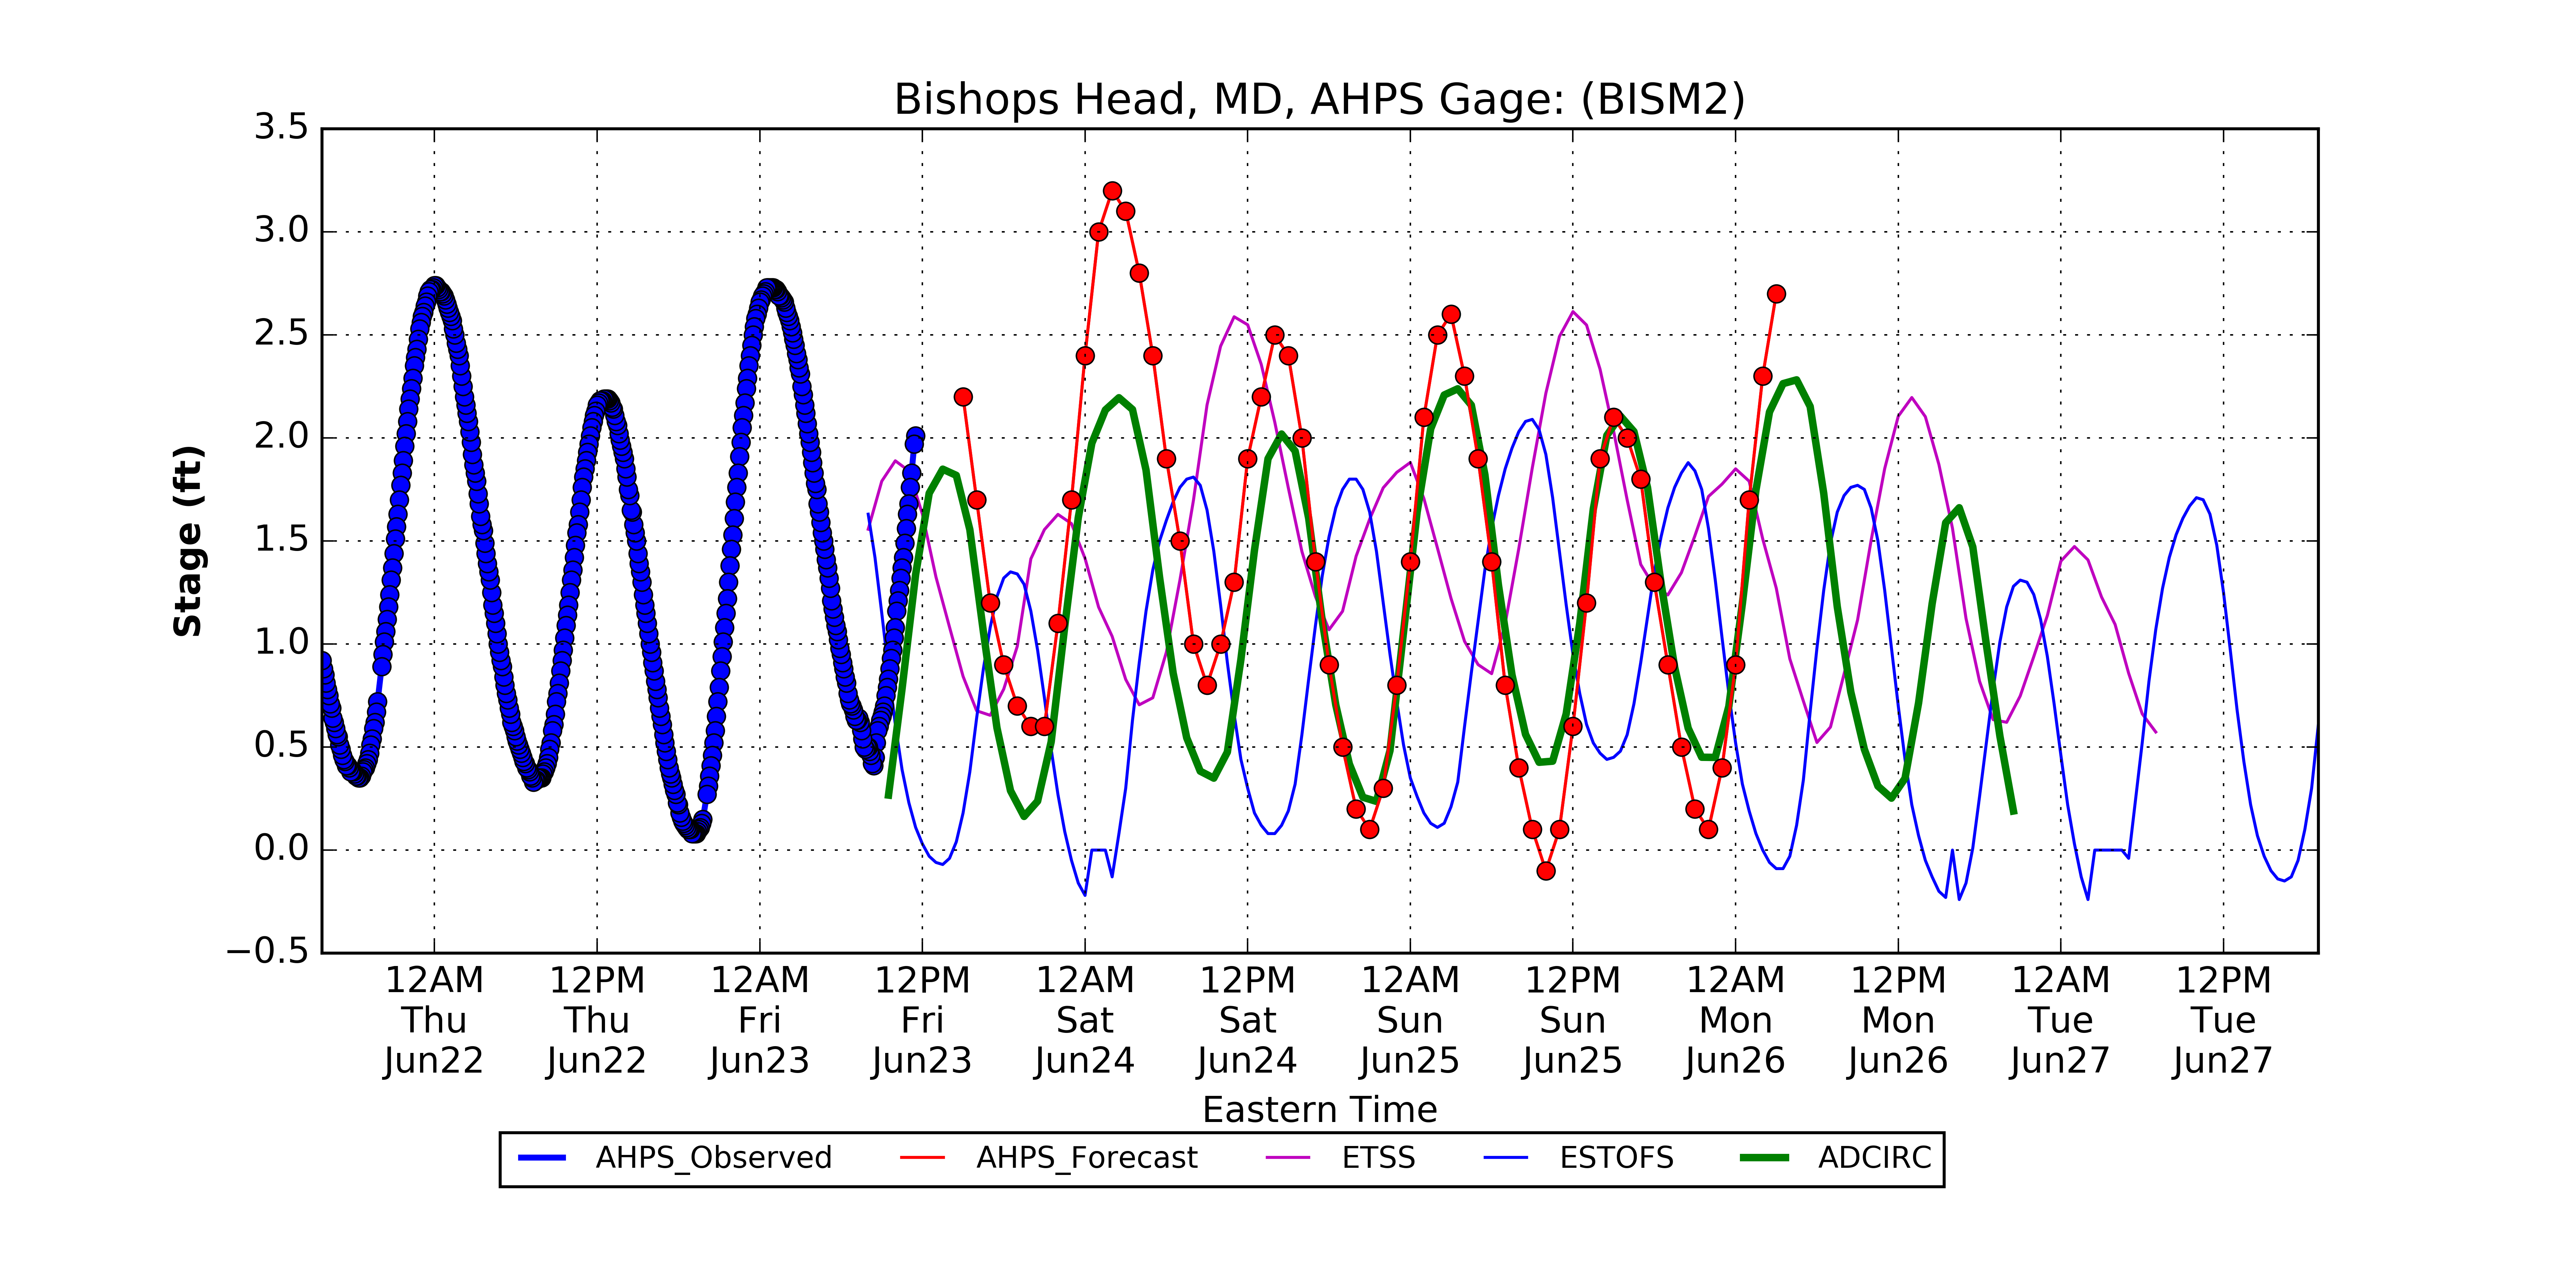 Bishops Head, MD, AHPS Gage: (BISM2)
3.5
3.0
2.5
2.0
1.5
1.0
0.5
0.0
−0.5
Stage (ft)
12AM 12PM 12AM 12PM 12AM 12PM 12AM 12PM 12AM 12PM 12AM 12PM
Thu Thu Fri Fri Sat Sat Sun Sun Mon Mon Tue Tue
Jun22 Jun22 Jun23 Jun23 Jun24 Jun24 Jun25 Jun25 Jun26 Jun26 Jun27 Jun27
Eastern Time
AHPS_Observed AHPS_Forecast ETSS ESTOFS ADCIRC